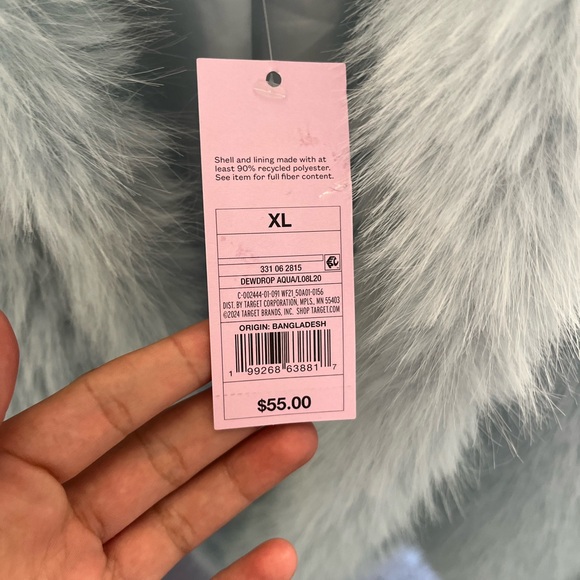 Shell and lining made with at
least 90% recycled polyester.
See item for full fiber content.
XL
331 06 2815
DEWDROP AQUA/L08L20
C-002444-01-091 WF21_50A01-0156
DIST. BY TARGET CORPORATION, MPLS., MN 55403
©2024 TARGET BRANDS, INC. SHOP TARGET.COM
ORIGIN: BANGLADESH
1 99268 63881 7
$55.00